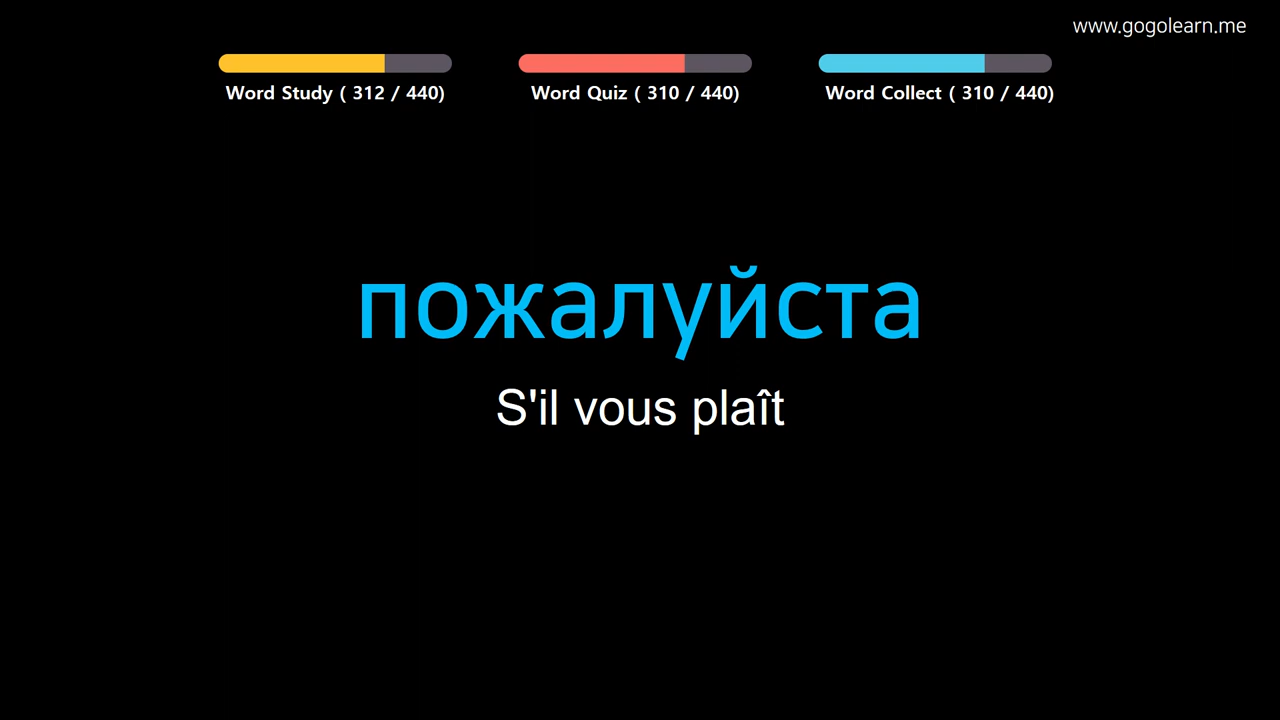 www.gogolearn.me
Word Study ( 312 / 440)
Word Quiz ( 310 / 440)
Word Collect ( 310 / 440)
пожалуйста
S'il vous plaît